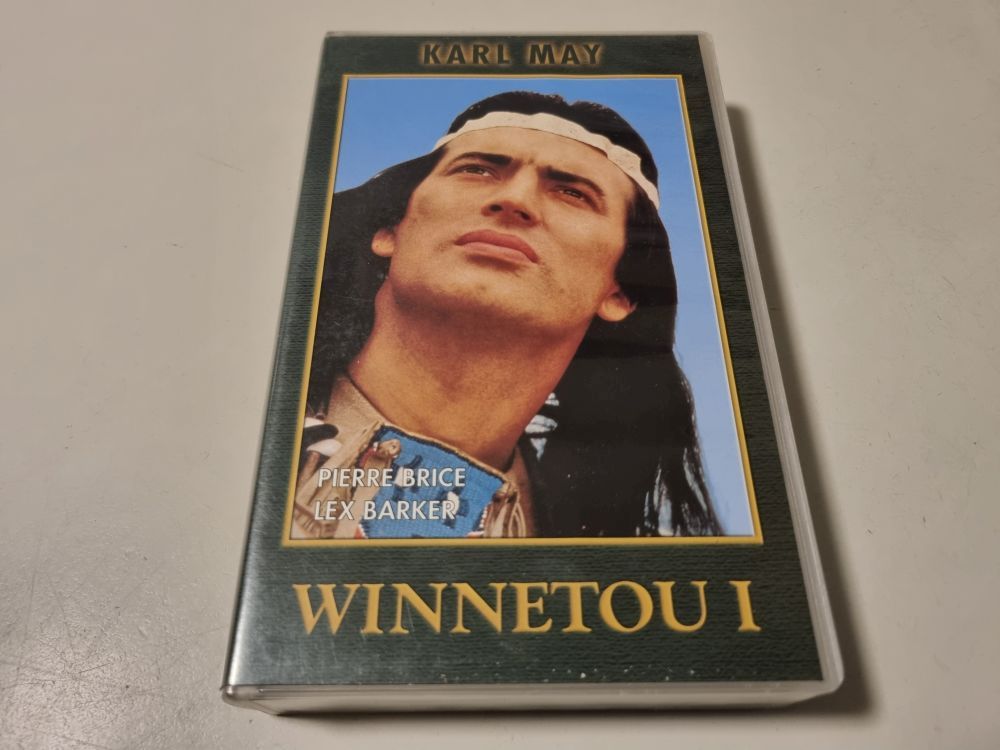 KARL MAY
PIERRE BRICE
LEX BARKER
WINNETOU I